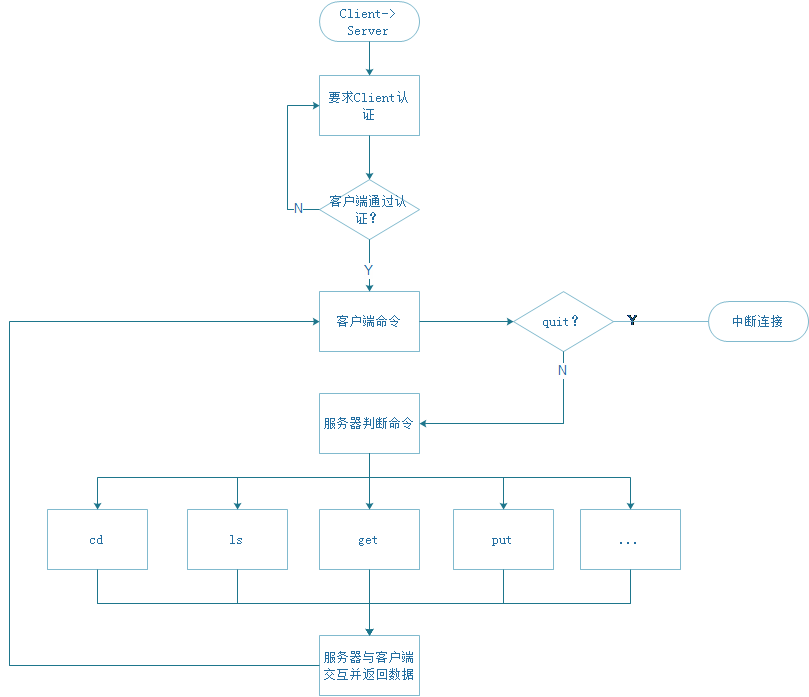 Client->
Server
要求Client认
证
客户端通过认
证？
N
Y
客户端命令
quit？
Y
中断连接
N
服务器判断命令
cd
ls
get
put
...
服务器与客户端
交互并返回数据